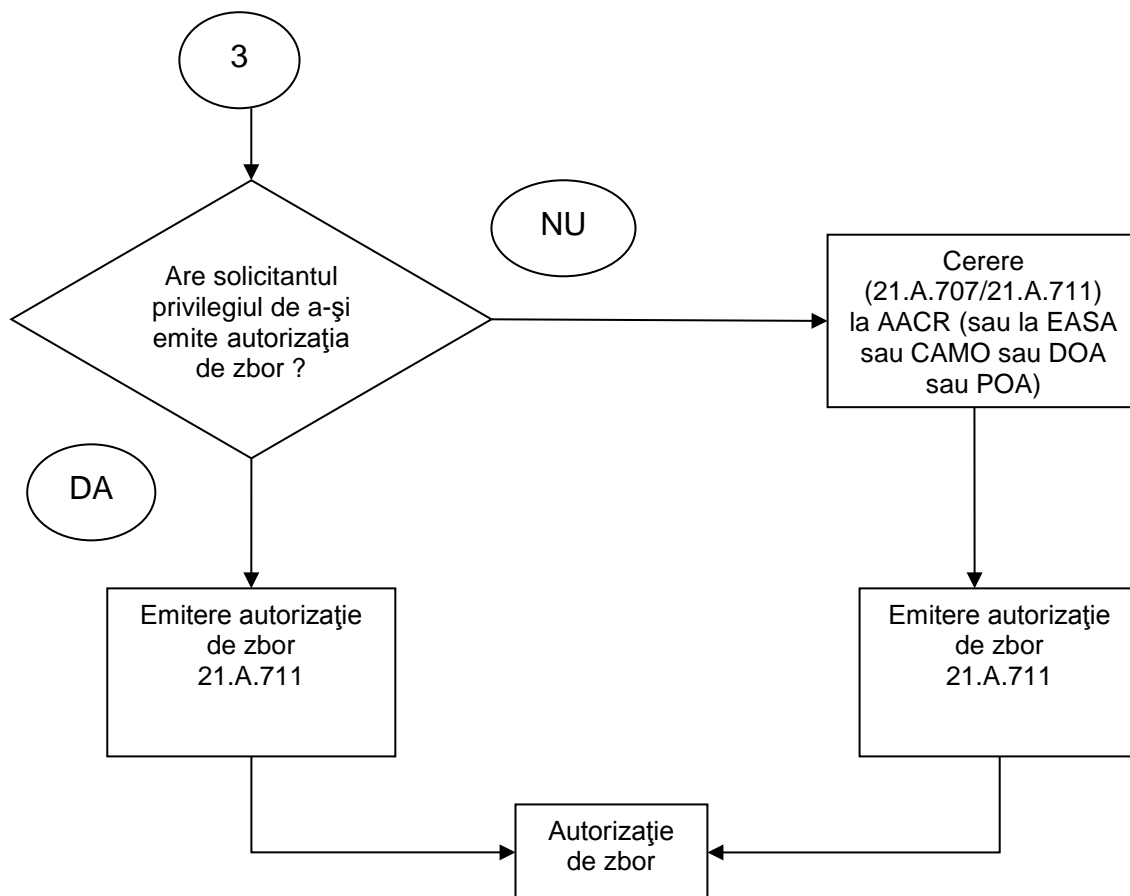 3
Are solicitantul
privilegiul de a-şi
emite autorizaţia
de zbor ?
NU
Cerere
(21.A.707/21.A.711)
la AACR (sau la EASA
sau CAMO sau DOA
sau POA)
DA
Emitere autorizaţie
de zbor
21.A.711
Emitere autorizaţie
de zbor
21.A.711
Autorizaţie
de zbor